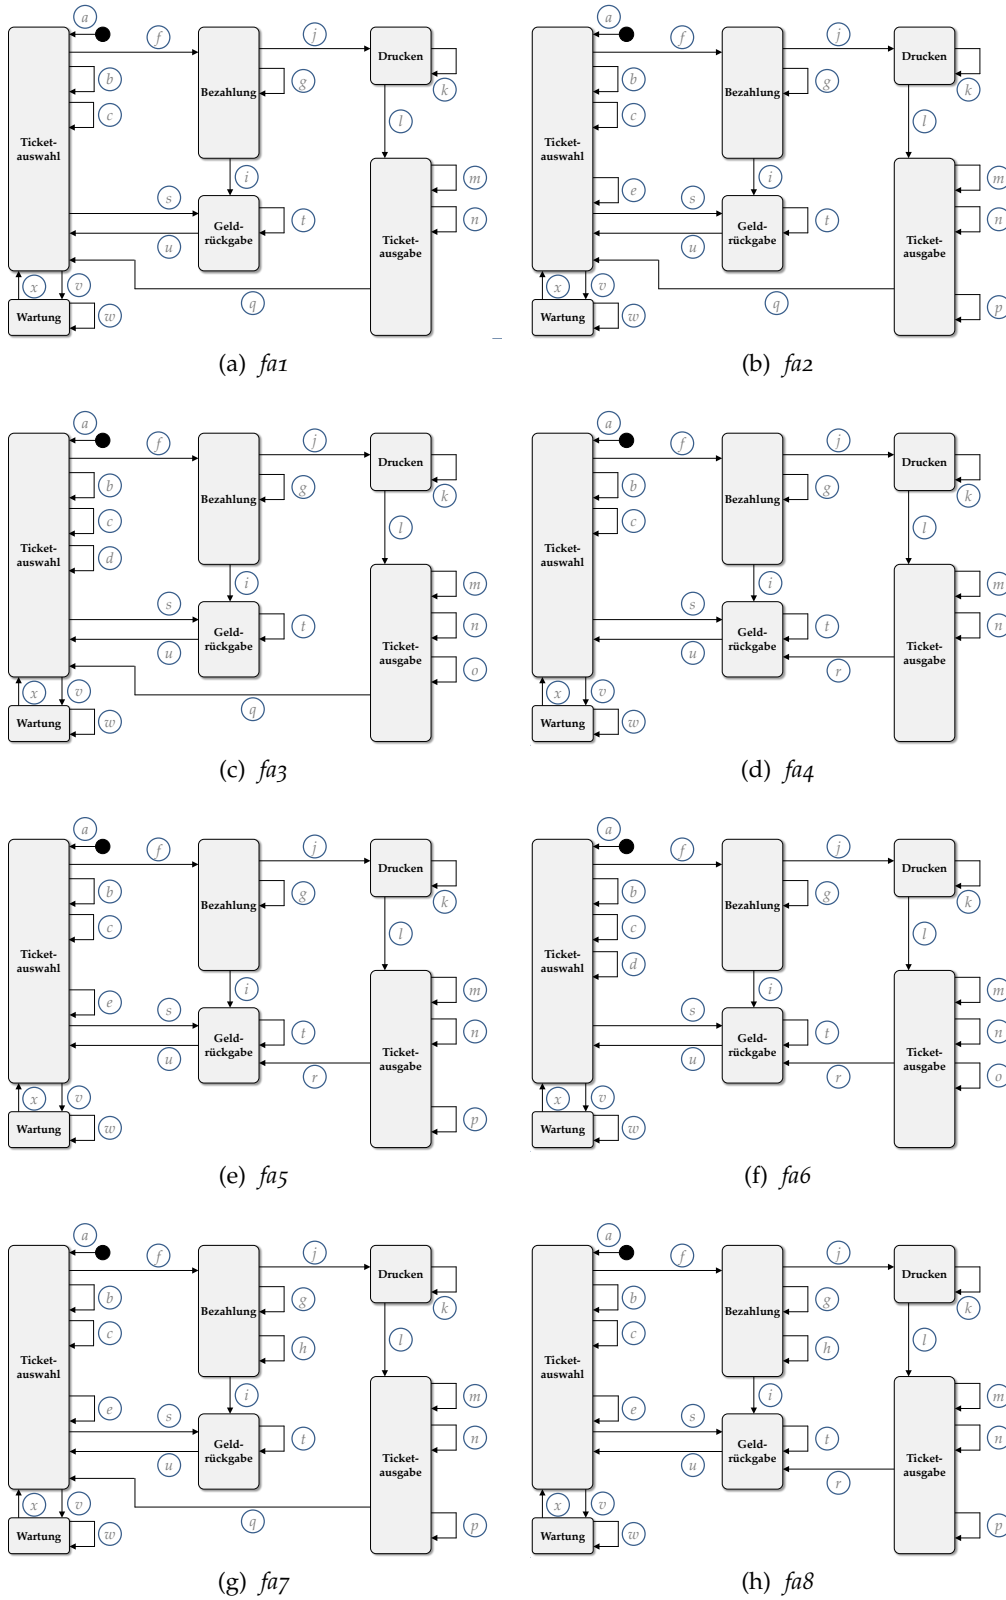 a
f
j
Drucken
b
g
k
Bezahlung
c
l
Ticket-
auswahl
i
m
s
t
n
Geld-
rückgabe
u
Ticket-
ausgabe
x
v
q
Wartung
w
(a) fa1
a
f
j
Drucken
b
g
k
Bezahlung
c
l
Ticket-
auswahl
i
m
e
s
t
n
Geld-
rückgabe
u
Ticket-
ausgabe
x
v
q
p
Wartung
w
(b) fa2
a
f
j
Drucken
b
g
k
Bezahlung
c
l
d
Ticket-
auswahl
i
m
s
t
n
Geld-
rückgabe
u
Ticket-
ausgabe
o
x
v
q
Wartung
w
(c) fa3
a
f
j
Drucken
b
g
k
Bezahlung
c
l
Ticket-
auswahl
i
m
s
t
n
Geld-
rückgabe
u
r
Ticket-
ausgabe
x
v
Wartung
w
(d) fa4
a
f
j
Drucken
b
g
k
Bezahlung
c
l
Ticket-
auswahl
i
m
e
s
t
n
Geld-
rückgabe
u
r
Ticket-
ausgabe
x
v
p
Wartung
w
(e) fa5
a
f
j
Drucken
b
g
k
Bezahlung
c
l
d
Ticket-
auswahl
i
m
s
t
n
Geld-
rückgabe
u
r
Ticket-
ausgabe
o
x
v
Wartung
w
(f) fa6
a
f
j
Drucken
b
g
k
Bezahlung
c
h
l
Ticket-
auswahl
i
m
e
s
t
n
Geld-
rückgabe
u
Ticket-
ausgabe
x
v
q
p
Wartung
w
(g) fa7
a
f
j
Drucken
b
g
k
Bezahlung
c
h
l
Ticket-
auswahl
i
m
e
s
t
n
Geld-
rückgabe
u
r
Ticket-
ausgabe
x
v
p
Wartung
w
(h) fa8